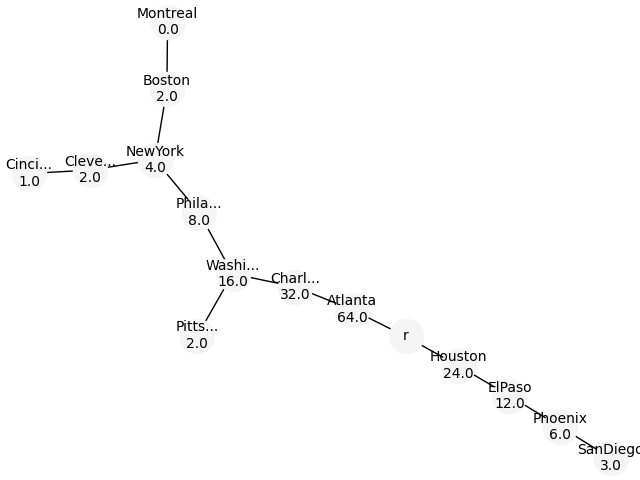 Montreal
0.0
Boston
2.0
NewYork
4.0
Cinci...
1.0
Cleve...
2.0
Phila...
8.0
Washi...
16.0
Charl...
32.0
Atlanta
64.0
Pitts...
2.0
r
Houston
24.0
ElPaso
12.0
Phoenix
6.0
SanDiego
3.0